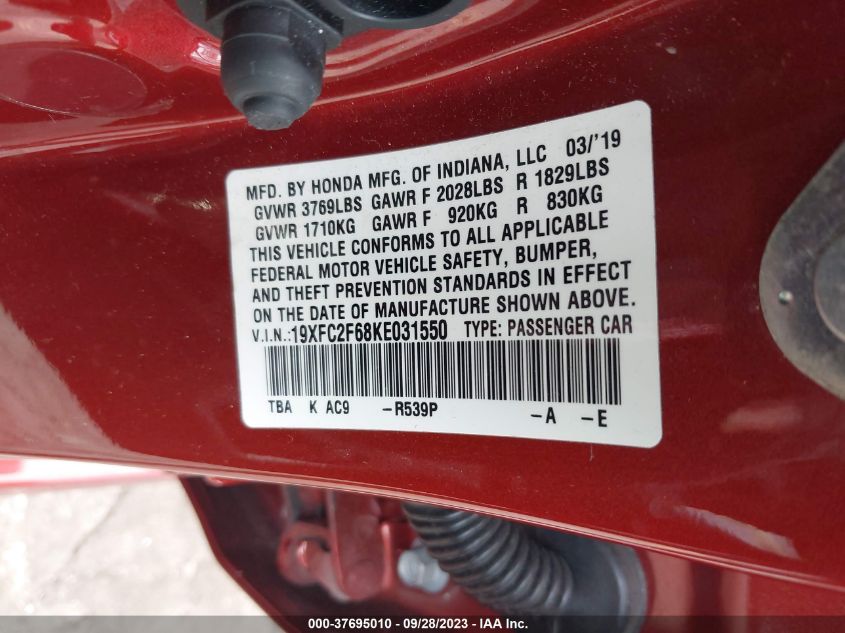 MFD. BY HONDA MFG. OF INDIANA, LLC 03/'19
GVWR 3769LBS GAWR F 2028LBS R 1829LBS
GVWR 1710KG GAWR F 920KG R 830KG
THIS VEHICLE CONFORMS TO ALL APPLICABLE
FEDERAL MOTOR VEHICLE SAFETY, BUMPER,
AND THEFT PREVENTION STANDARDS IN EFFECT
ON THE DATE OF MANUFACTURE SHOWN ABOVE.
V.I.N.:19XFC2F68KE031550 TYPE: PASSENGER CAR
TBA K AC9 -R539P -A -E
000-37695010 / 09/28/2023 / IAA Inc.